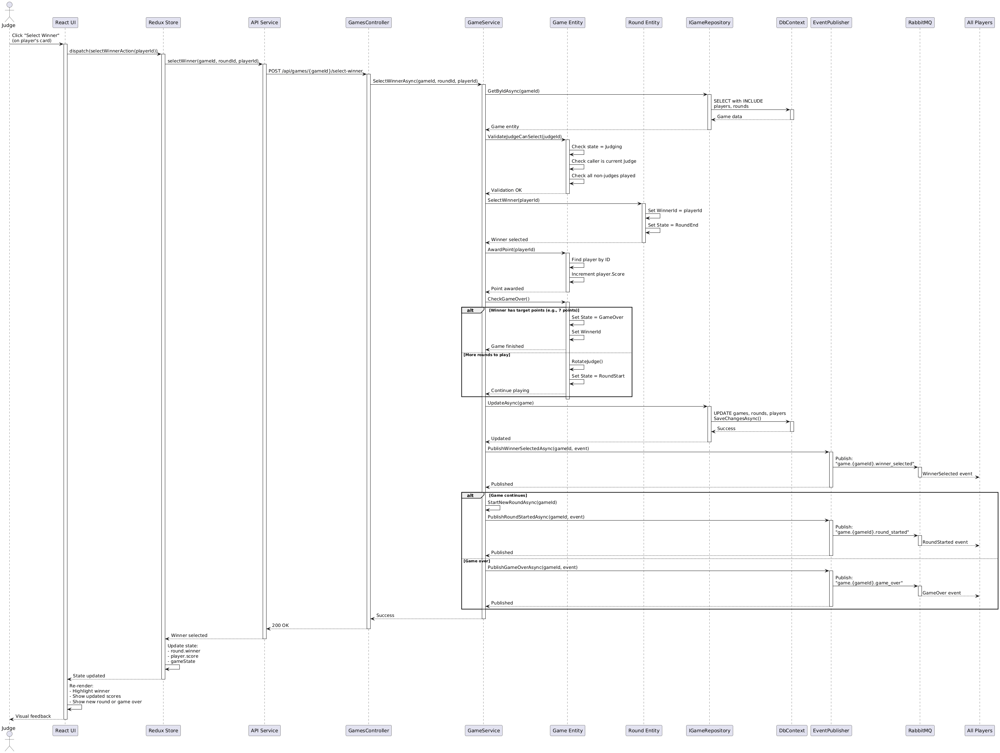 Judge
React UI
Redux Store
API Service
GamesController
GameService
Game Entity
Round Entity
IGameRepository
DbContext
EventPublisher
RabbitMQ
All Players
Click "Select Winner"
(on player's card)
dispatch(selectWinnerAction(playerId))
selectWinner(gameId, roundId, playerId)
POST /api/games/{gameId}/select-winner
SelectWinnerAsync(gameId, roundId, playerId)
GetByIdAsync(gameId)
SELECT with INCLUDE
players, rounds
Game data
Game entity
ValidateJudgeCanSelect(judgeId)
Check state = Judging
Check caller is current Judge
Check all non-judges played
Validation OK
SelectWinner(playerId)
Set WinnerId = playerId
Set State = RoundEnd
Winner selected
AwardPoint(playerId)
Find player by ID
Increment player.Score
Point awarded
CheckGameOver()
alt
[Winner has target points (e.g., 7 points)]
Set State = GameOver
Set WinnerId
Game finished
[More rounds to play]
RotateJudge()
Set State = RoundStart
Continue playing
UpdateAsync(game)
UPDATE games, rounds, players
SaveChangesAsync()
Success
Updated
PublishWinnerSelectedAsync(gameId, event)
Publish:
"game.{gameId}.winner_selected"
WinnerSelected event
Published
alt
[Game continues]
StartNewRoundAsync(gameId)
PublishRoundStartedAsync(gameId, event)
Publish:
"game.{gameId}.round_started"
RoundStarted event
Published
[Game over]
PublishGameOverAsync(gameId, event)
Publish:
"game.{gameId}.game_over"
GameOver event
Published
Success
200 OK
Winner selected
Update state:
- round.winner
- player.score
- gameState
State updated
Re-render:
- Highlight winner
- Show updated scores
- Show new round or game over
Visual feedback
Judge
React UI
Redux Store
API Service
GamesController
GameService
Game Entity
Round Entity
IGameRepository
DbContext
EventPublisher
RabbitMQ
All Players